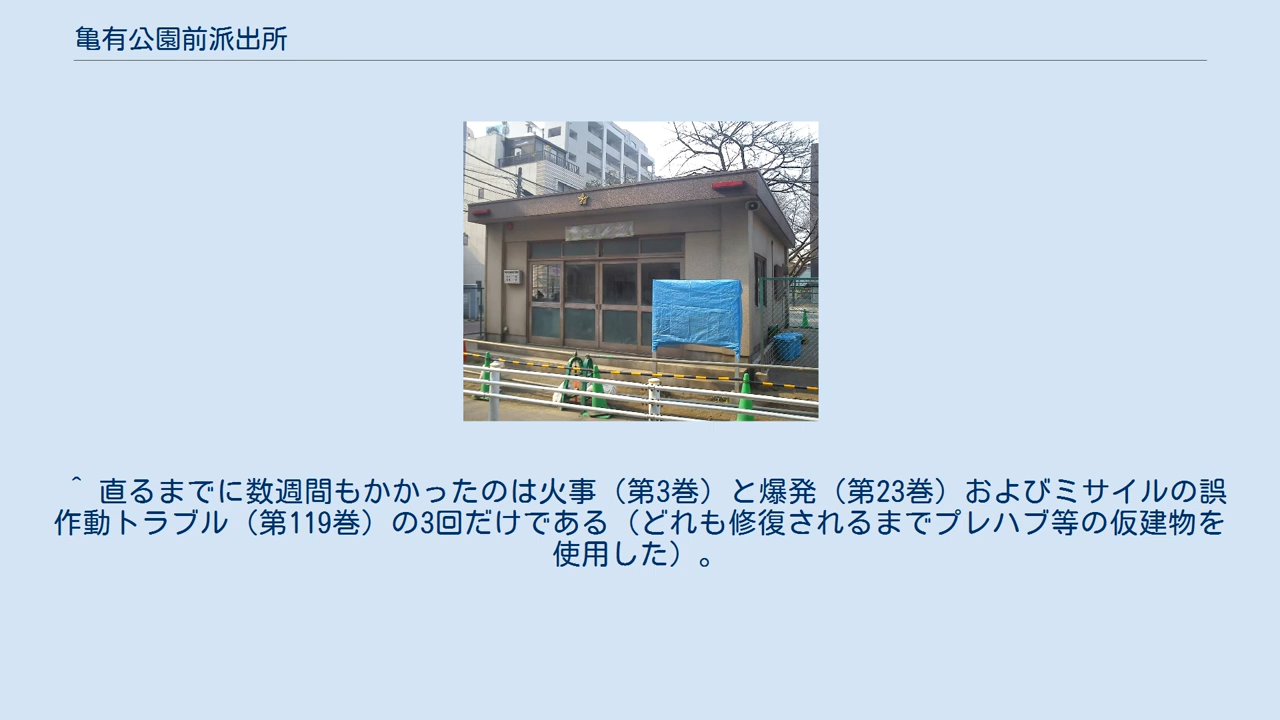 亀有公園前派出所
^ 直るまでに数週間もかかったのは火事（第3巻）と爆発（第23巻）およびミサイルの誤
作動トラブル（第119巻）の3回だけである（どれも修復されるまでプレハブ等の仮建物を
使用した）。